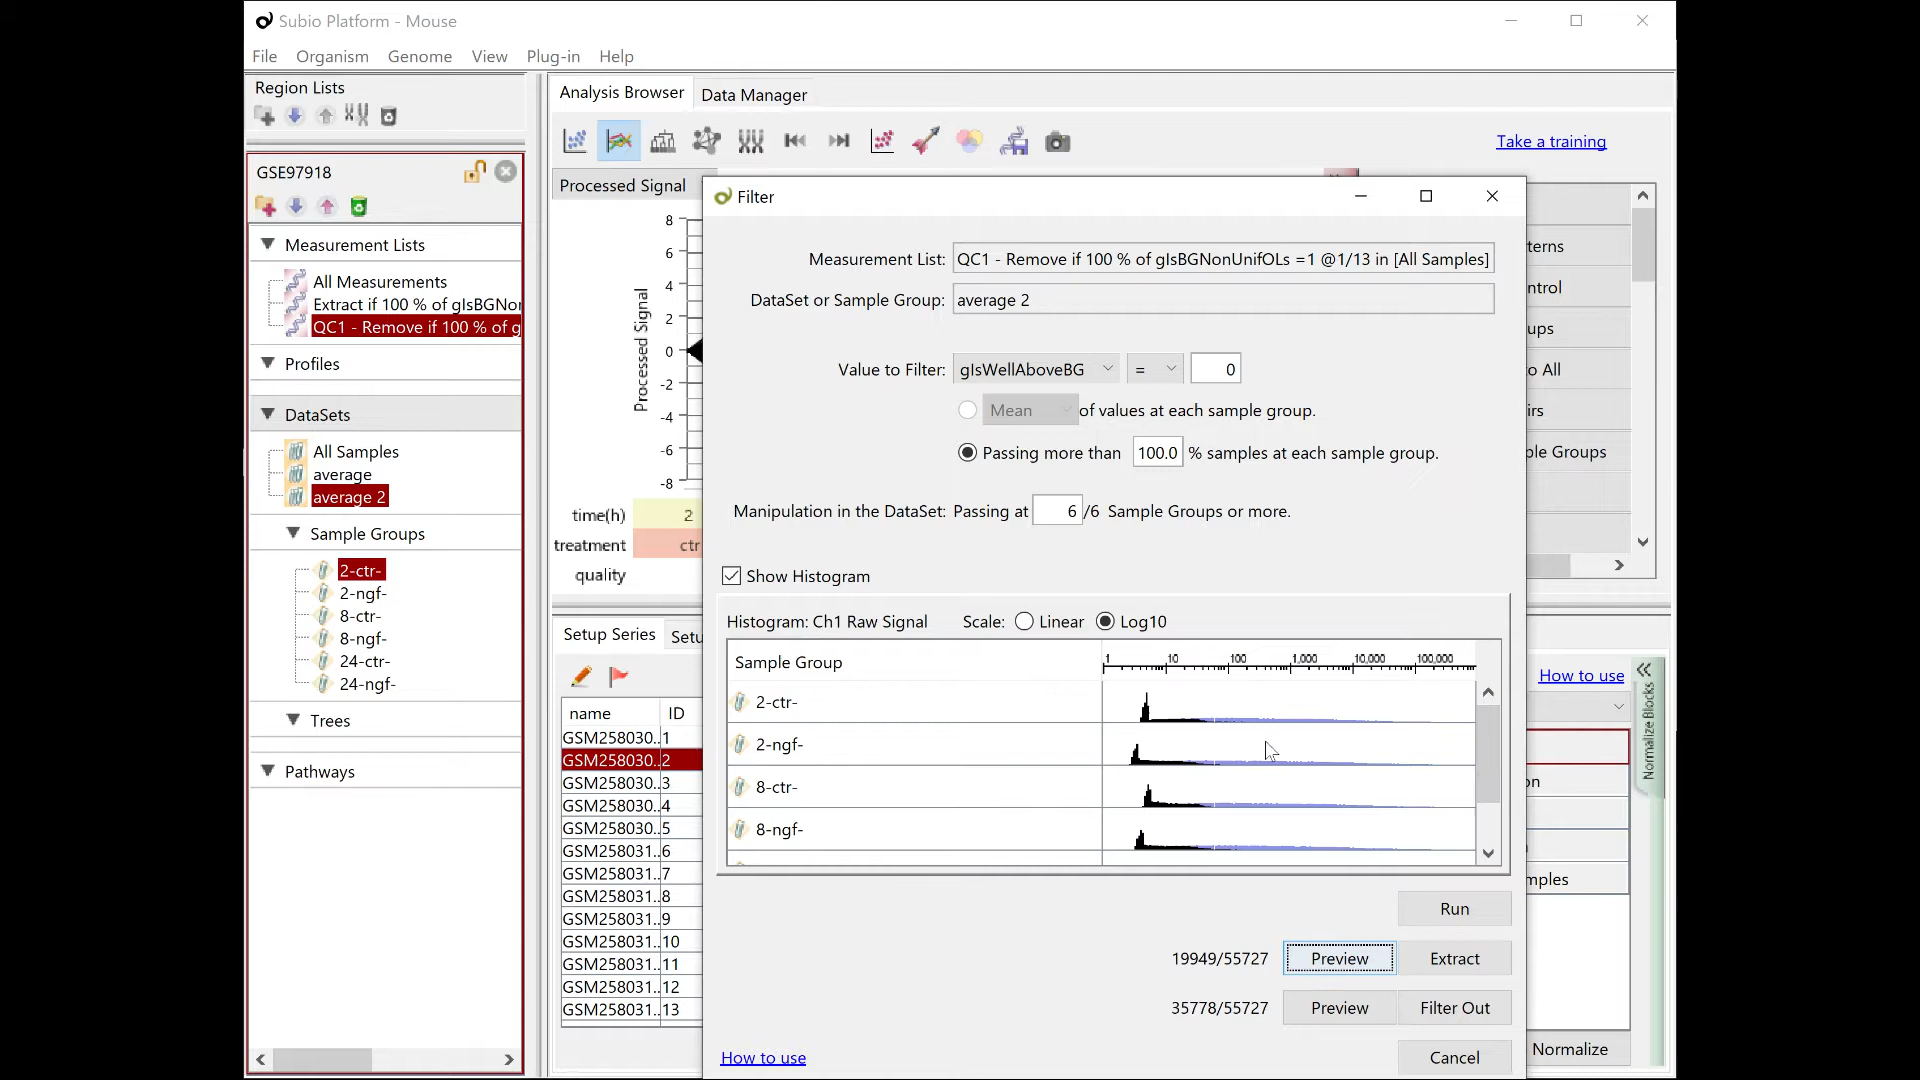 Subio Platform - Mouse
File Organism Genome View Plug-in Help
Region Lists
GSE97918
Measurement Lists
All Measurements
Extract if 100 % of gIsBGNo
QC1 - Remove if 100 % of g
Profiles
DataSets
All Samples
average
average 2
Sample Groups
2-ctr-
2-ngf-
8-ctr-
8-ngf-
24-ctr-
24-ngf-
Trees
Pathways
Analysis Browser Data Manager
Take a training
Processed Signal
8
6
4
2
0
-2
-4
-6
-8
Processed Signal
time(h) 2
treatment ctr
quality
Setup Series Setu
name ID
GSM258030.. 1
GSM258030.. 2
GSM258030.. 3
GSM258030.. 4
GSM258030.. 5
GSM258031.. 6
GSM258031.. 7
GSM258031.. 8
GSM258031.. 9
GSM258031.. 10
GSM258031.. 11
GSM258031.. 12
GSM258031.. 13
Filter
Measurement List: QC1 - Remove if 100 % of gIsBGNonUnifOLs =1 @1/13 in [All Samples]
DataSet or Sample Group: average 2
Value to Filter: gIsWellAboveBG = 0
Mean of values at each sample group.
Passing more than 100.0 % samples at each sample group.
Manipulation in the DataSet: Passing at 6 /6 Sample Groups or more.
Show Histogram
Histogram: Ch1 Raw Signal Scale: Linear Log10
Sample Group 1 10 100 1,000 10,000 100,000
2-ctr-
2-ngf-
8-ctr-
8-ngf-
Run
19949/55727 Preview Extract
35778/55727 Preview Filter Out
How to use Cancel
terns
ntrol
ups
o All
irs
ple Groups
How to use
Normalize Blocks
on
mples
Normalize